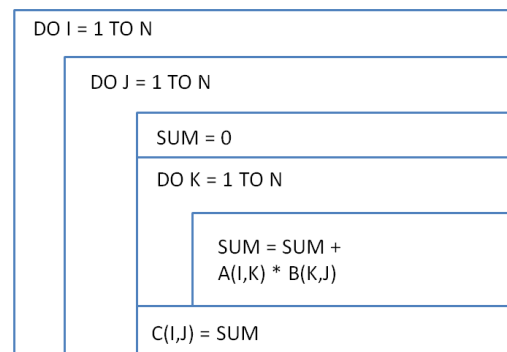 DO I = 1 TO N
DO J = 1 TO N
SUM = 0
DO K = 1 TO N
SUM = SUM +
A(I,K) * B(K,J)
C(I,J) = SUM